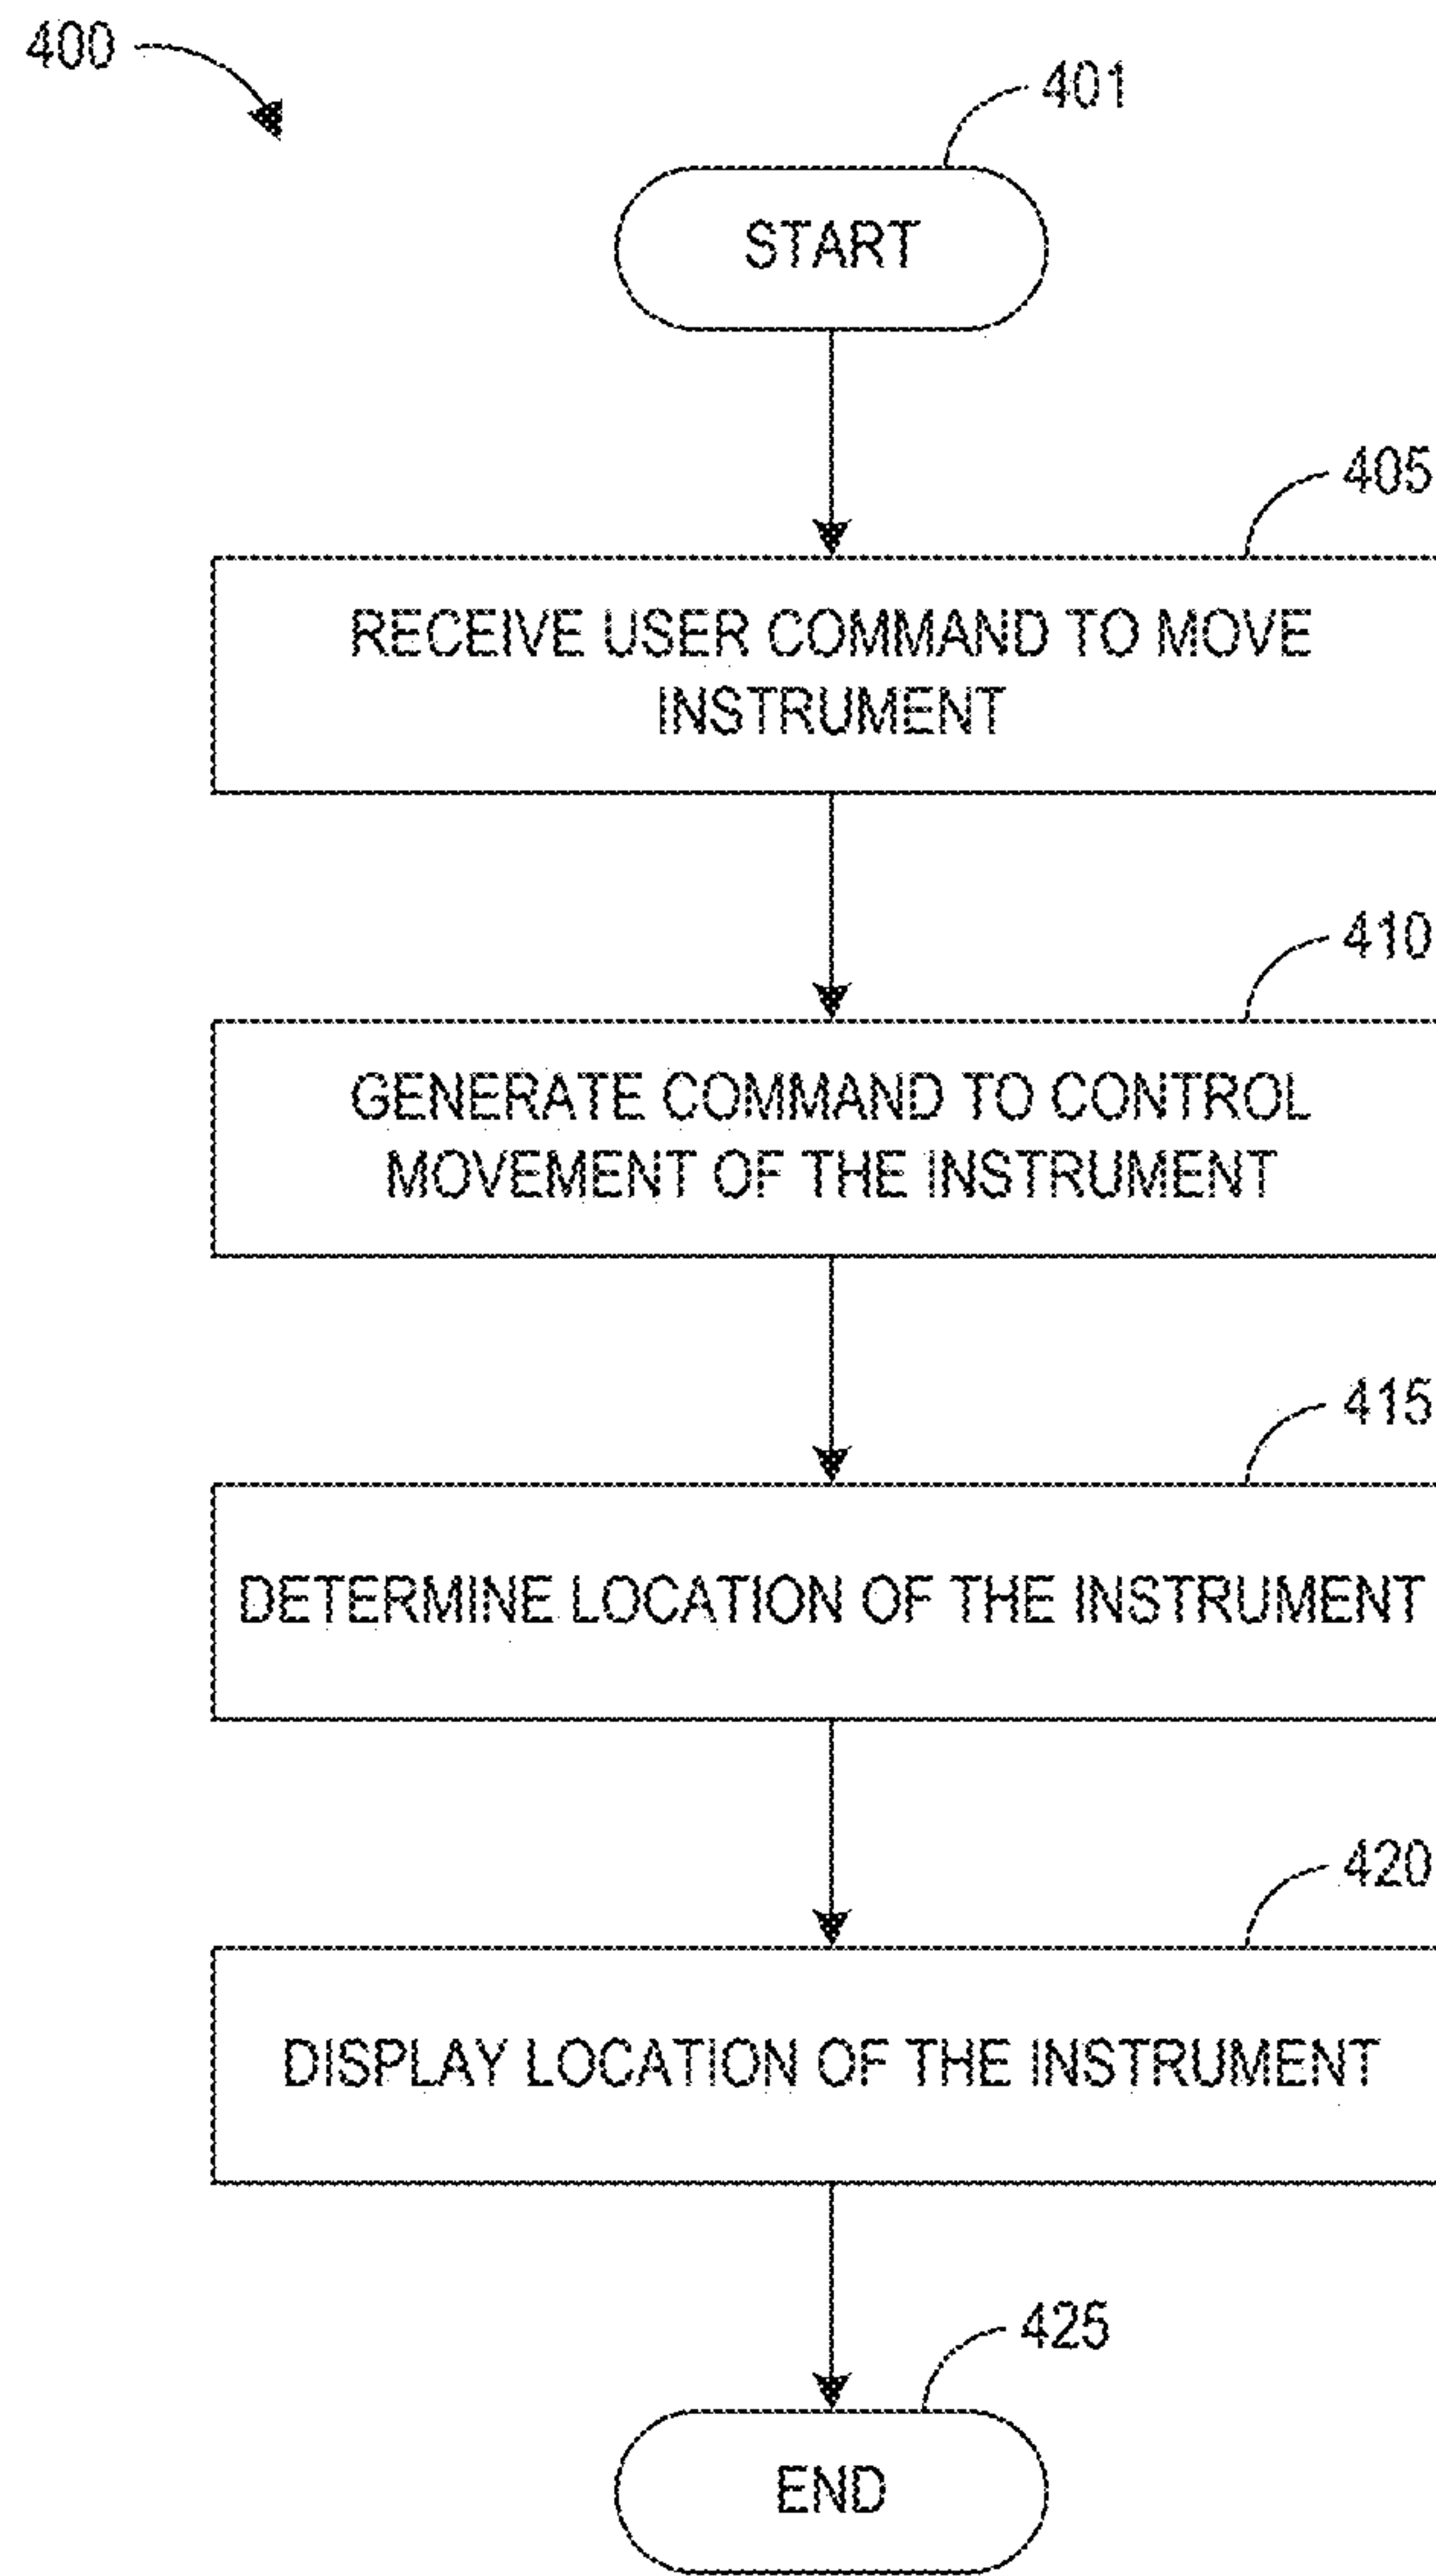 400
401
START
405
RECEIVE USER COMMAND TO MOVE
INSTRUMENT
410
GENERATE COMMAND TO CONTROL
MOVEMENT OF THE INSTRUMENT
415
DETERMINE LOCATION OF THE INSTRUMENT
420
DISPLAY LOCATION OF THE INSTRUMENT
425
END